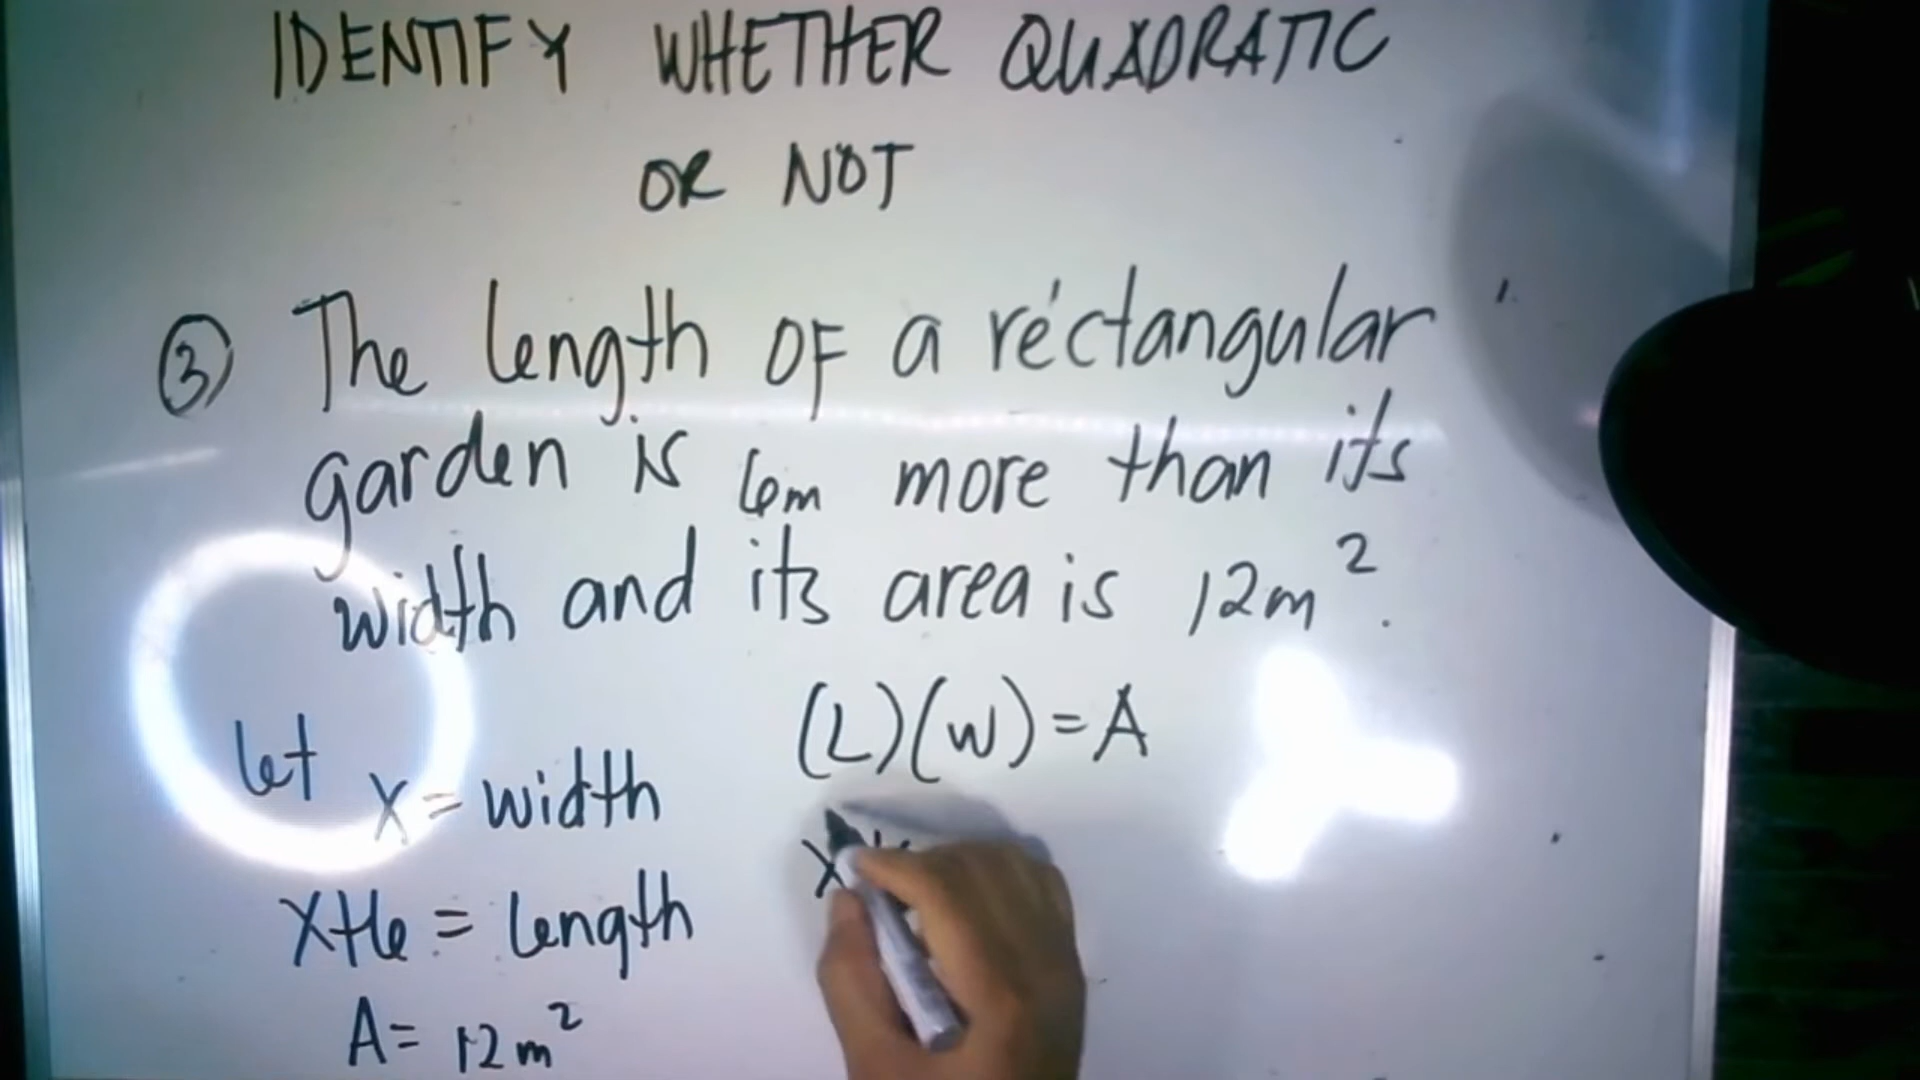 IDENTIFY WHETHER QUADRATIC
OR NOT
③ The length OF a rectangular
garden is 6m more than its
width and its area is 12m².
(L)(W)=A
let x = width
x+6 = length
A = 12m²
x